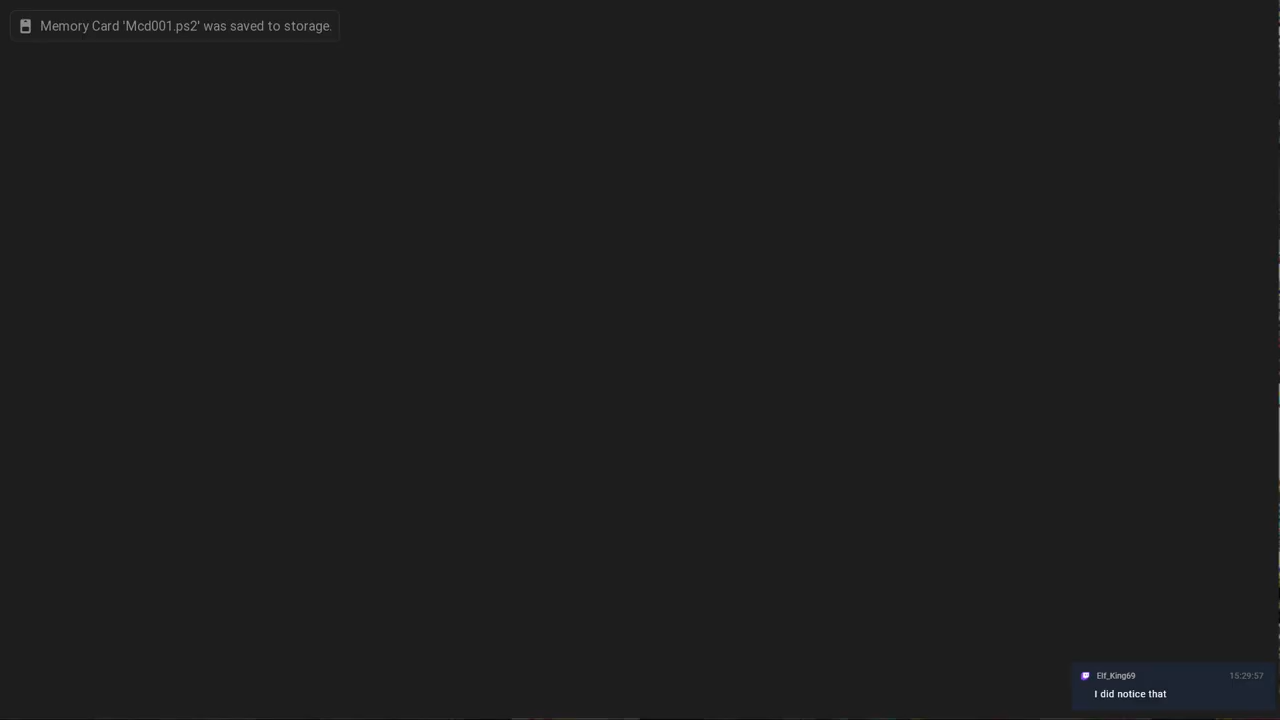 Memory Card 'Mcd001.ps2' was saved to storage.
Elf_King69 15:29:57
I did notice that